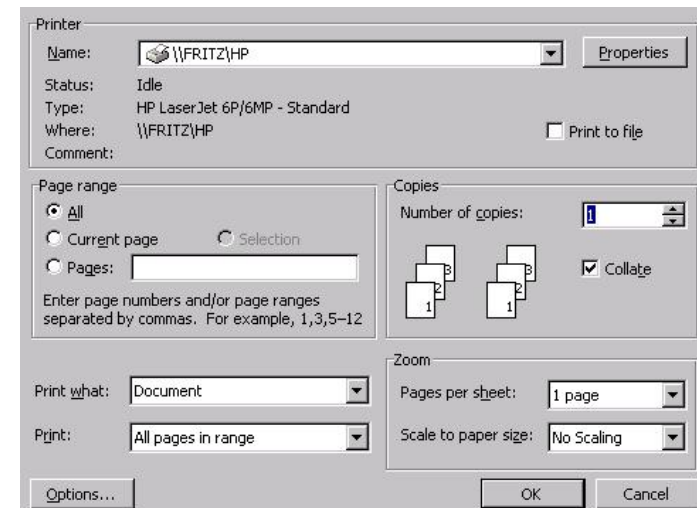 Printer
Name: \\FRITZ\HP Properties
Status: Idle
Type: HP LaserJet 6P/6MP - Standard
Where: \\FRITZ\HP Print to file
Comment:
Page range
All
Current page Selection
Pages:
Enter page numbers and/or page ranges
separated by commas. For example, 1,3,5–12
Copies
Number of copies: 1
3 3
2 2
1 1
Collate
Print what: Document
Print: All pages in range
Zoom
Pages per sheet: 1 page
Scale to paper size: No Scaling
Options... OK Cancel